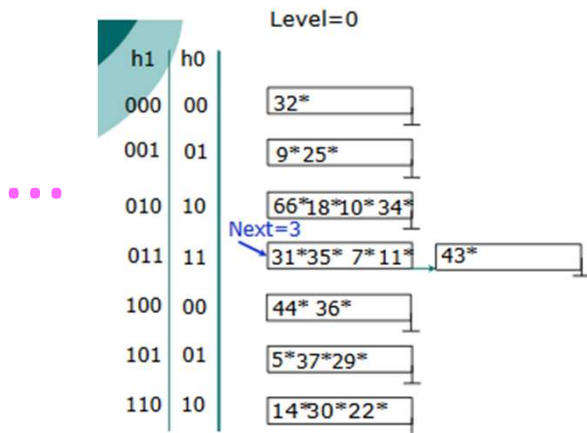 Level=0
h1 h0
000 00 32*
001 01 9*25*
010 10 66*18*10* 34*
Next=3
011 11 31*35* 7*11* 43*
100 00 44* 36*
101 01 5*37*29*
110 10 14*30*22*